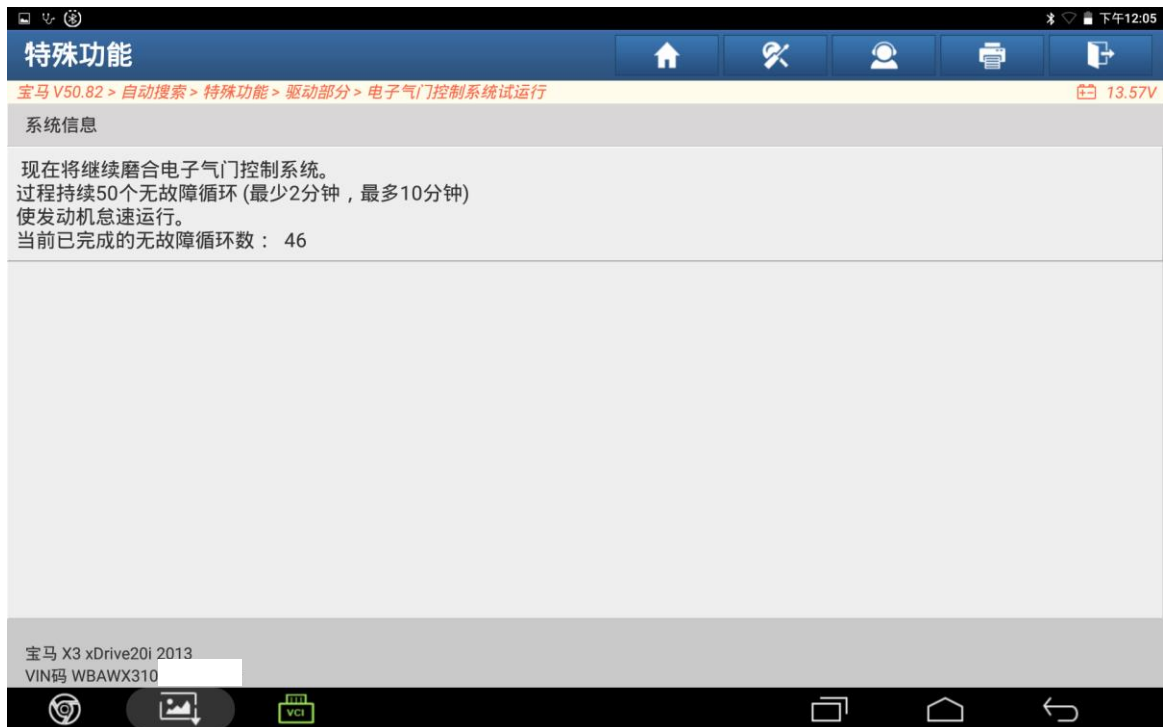 下午12:05
特殊功能
宝马 V50.82 > 自动搜索 > 特殊功能 > 驱动部分 > 电子气门控制系统试运行
13.57V
系统信息
现在将继续磨合电子气门控制系统。
过程持续50个无故障循环 (最少2分钟，最多10分钟)
使发动机怠速运行。
当前已完成的无故障循环数： 46
宝马 X3 xDrive20i 2013
VIN码 WBAWX310
VCI